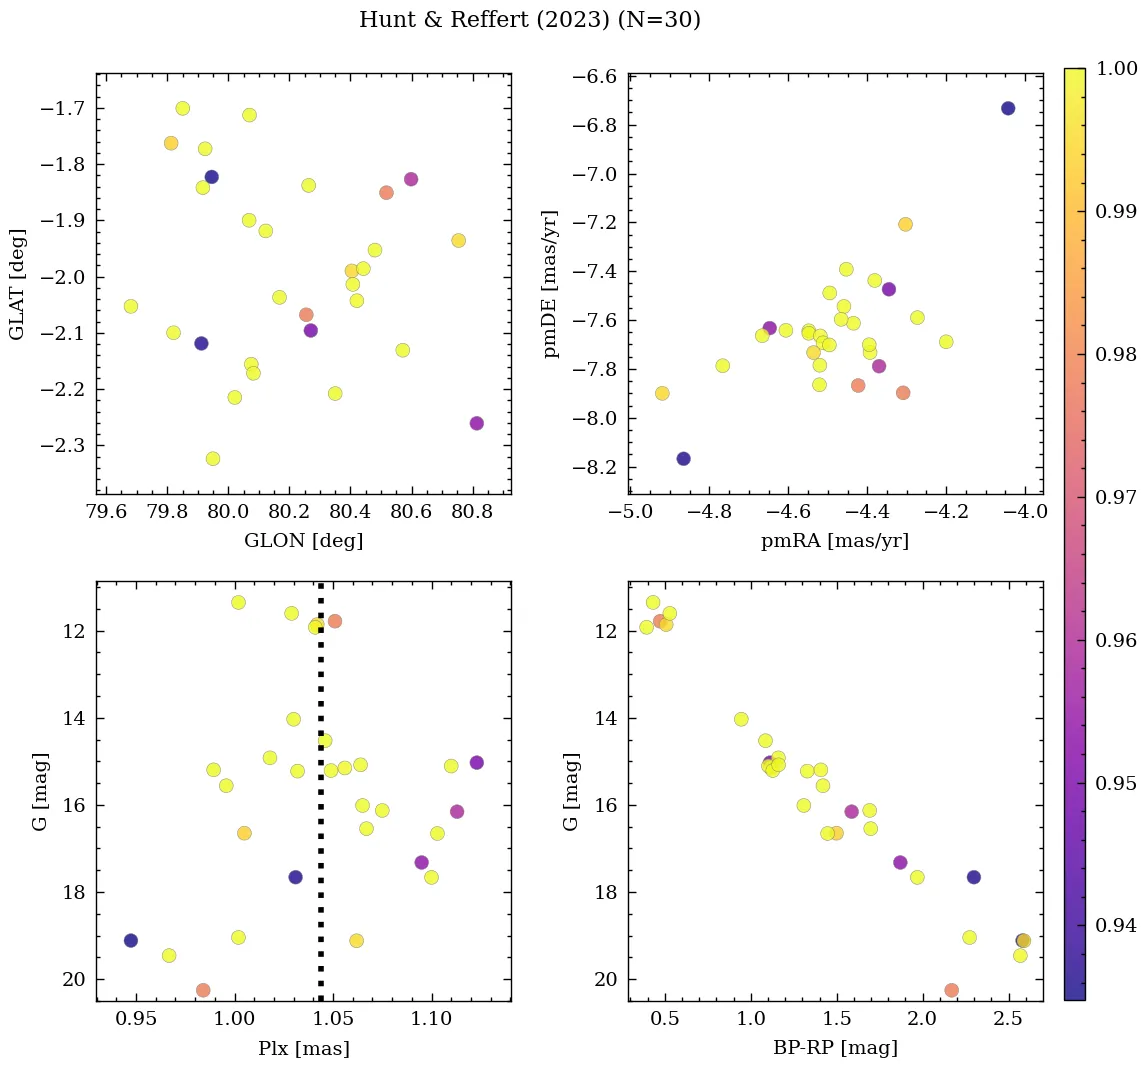 Hunt & Reffert (2023) (N=30)
−1.7
−1.8
−1.9
−2.0
−2.1
−2.2
−2.3
GLAT [deg]
79.6 79.8 80.0 80.2 80.4 80.6 80.8
GLON [deg]
−6.6
−6.8
−7.0
−7.2
−7.4
−7.6
−7.8
−8.0
−8.2
pmDE [mas/yr]
−5.0 −4.8 −4.6 −4.4 −4.2 −4.0
pmRA [mas/yr]
12
14
16
18
20
G [mag]
0.95 1.00 1.05 1.10
Plx [mas]
12
14
16
18
20
G [mag]
0.5 1.0 1.5 2.0 2.5
BP-RP [mag]
1.00
0.99
0.98
0.97
0.96
0.95
0.94